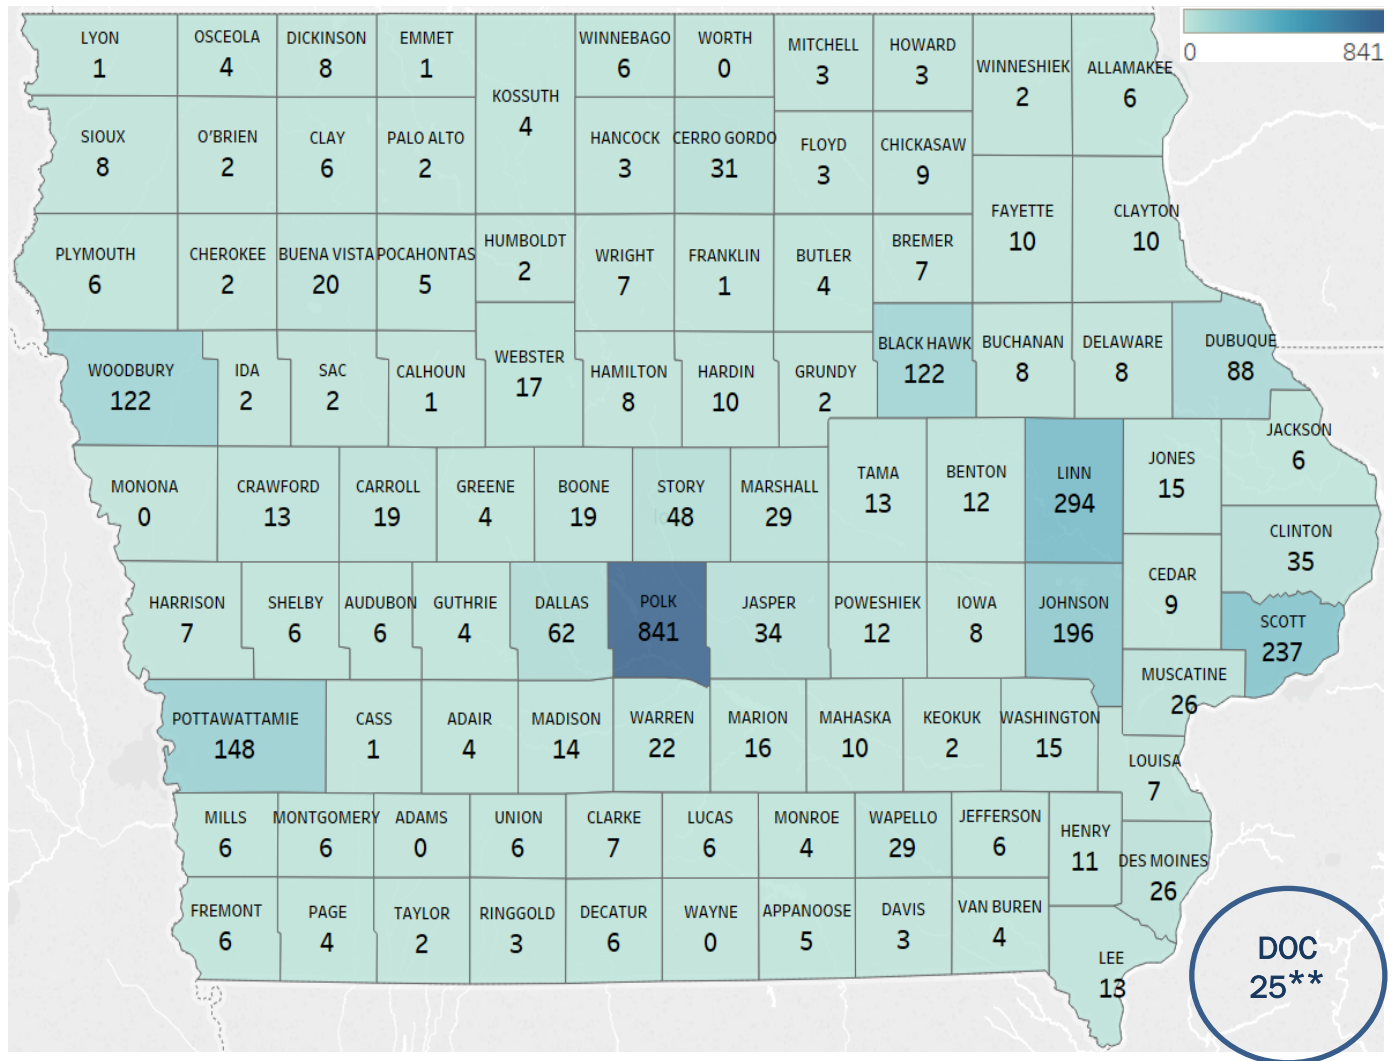 LYON
1
OSCEOLA
4
DICKINSON
8
EMMET
1
KOSSUTH
4
WINNEBAGO
6
WORTH
0
MITCHELL
3
HOWARD
3
WINNESHIEK
2
ALLAMAKEE
6
0 841
SIOUX
8
O'BRIEN
2
CLAY
6
PALO ALTO
2
HANCOCK
3
CERRO GORDO
31
FLOYD
3
CHICKASAW
9
FAYETTE
10
CLAYTON
10
PLYMOUTH
6
CHEROKEE
2
BUENA VISTA
20
POCAHONTAS
5
HUMBOLDT
2
WRIGHT
7
FRANKLIN
1
BUTLER
4
BREMER
7
WOODBURY
122
IDA
2
SAC
2
CALHOUN
1
WEBSTER
17
HAMILTON
8
HARDIN
10
GRUNDY
2
BLACK HAWK
122
BUCHANAN
8
DELAWARE
8
DUBUQUE
88
MONONA
0
CRAWFORD
13
CARROLL
19
GREENE
4
BOONE
19
STORY
48
MARSHALL
29
TAMA
13
BENTON
12
LINN
294
JONES
15
JACKSON
6
CLINTON
35
HARRISON
7
SHELBY
6
AUDUBON
6
GUTHRIE
4
DALLAS
62
POLK
841
JASPER
34
POWESHIEK
12
IOWA
8
JOHNSON
196
CEDAR
9
SCOTT
237
MUSCATINE
26
POTTAWATTAMIE
148
CASS
1
ADAIR
4
MADISON
14
WARREN
22
MARION
16
MAHASKA
10
KEOKUK
2
WASHINGTON
15
LOUISA
7
MILLS
6
MONTGOMERY
6
ADAMS
0
UNION
6
CLARKE
7
LUCAS
6
MONROE
4
WAPELLO
29
JEFFERSON
6
HENRY
11
DES MOINES
26
FREMONT
6
PAGE
4
TAYLOR
2
RINGGOLD
3
DECATUR
6
WAYNE
0
APPANOOSE
5
DAVIS
3
VAN BUREN
4
LEE
13
DOC
25**